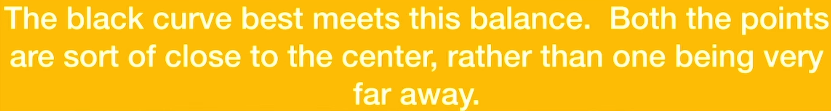 The black curve best meets this balance.  Both the points
are sort of close to the center, rather than one being very
far away.